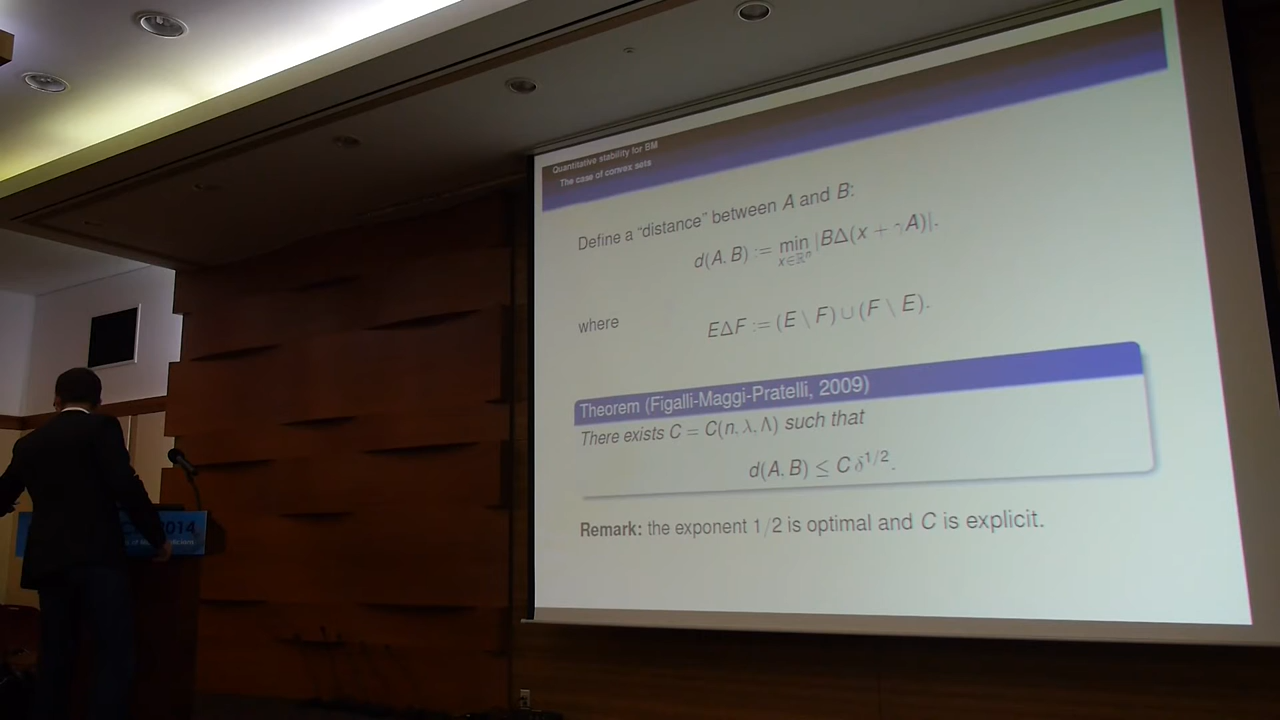 Quantitative stability for BM
The case of convex sets
Define a "distance" between A and B:
d(A, B) := min |BΔ(x + γA)|.
x∈ℝⁿ
where
EΔF := (E \ F) ∪ (F \ E).
Theorem (Figalli-Maggi-Pratelli, 2009)
There exists C = C(n, λ, Λ) such that
d(A, B) ≤ C δ^{1/2}.
Remark: the exponent 1/2 is optimal and C is explicit.
2014